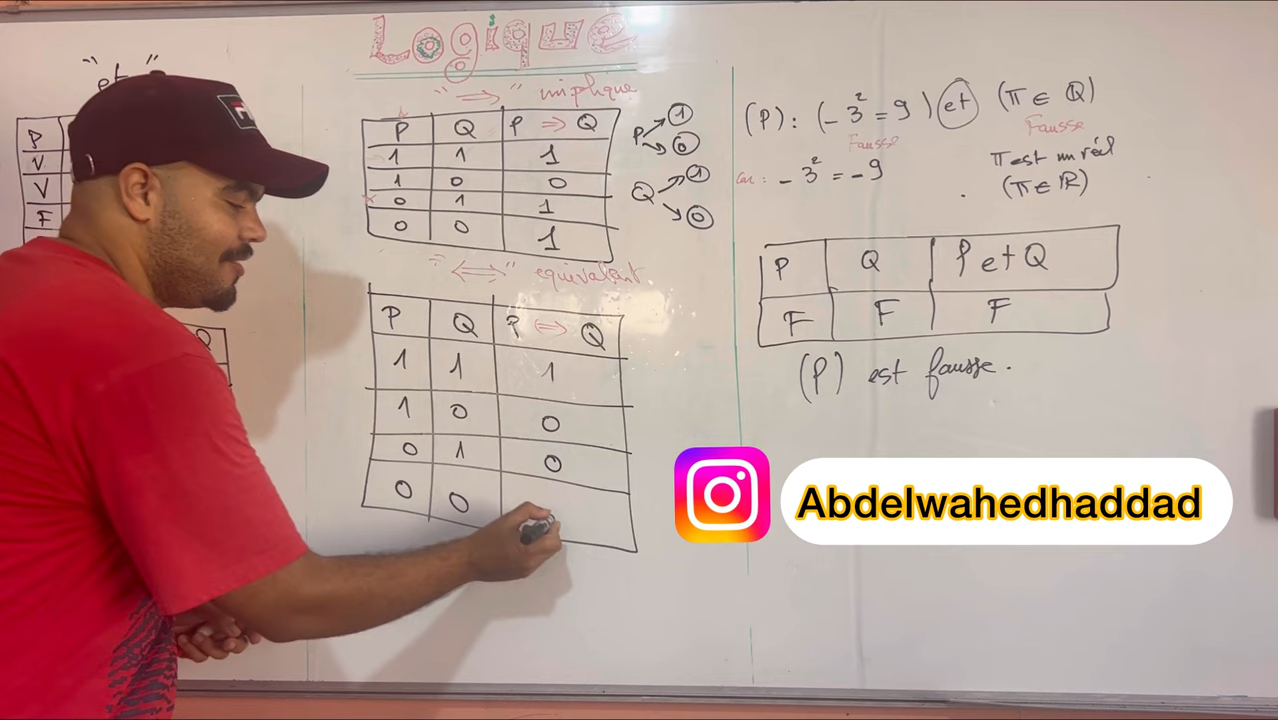 Logique
"et"
P
V
V
F
Q
"⇒" implique
P Q P ⇒ Q
1 1 1
1 0 0
0 1 1
0 0 1
P 1
0
Q 1
0
"⇔" équivalent
P Q P ⇔ Q
1 1 1
1 0 0
0 1 0
0 0
(P): (-3² = 9) et (π ∈ Q)
Fausse Fausse
Car: -3² = -9
π est un réel
(π ∈ ℝ)
P Q P et Q
F F F
(P) est fausse.
Abdelwahedhaddad